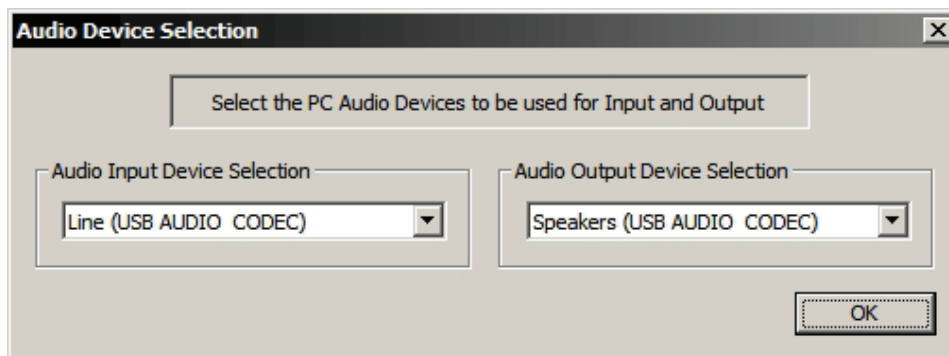 Audio Device Selection
Select the PC Audio Devices to be used for Input and Output
Audio Input Device Selection
Line (USB AUDIO  CODEC)
Audio Output Device Selection
Speakers (USB AUDIO  CODEC)
OK